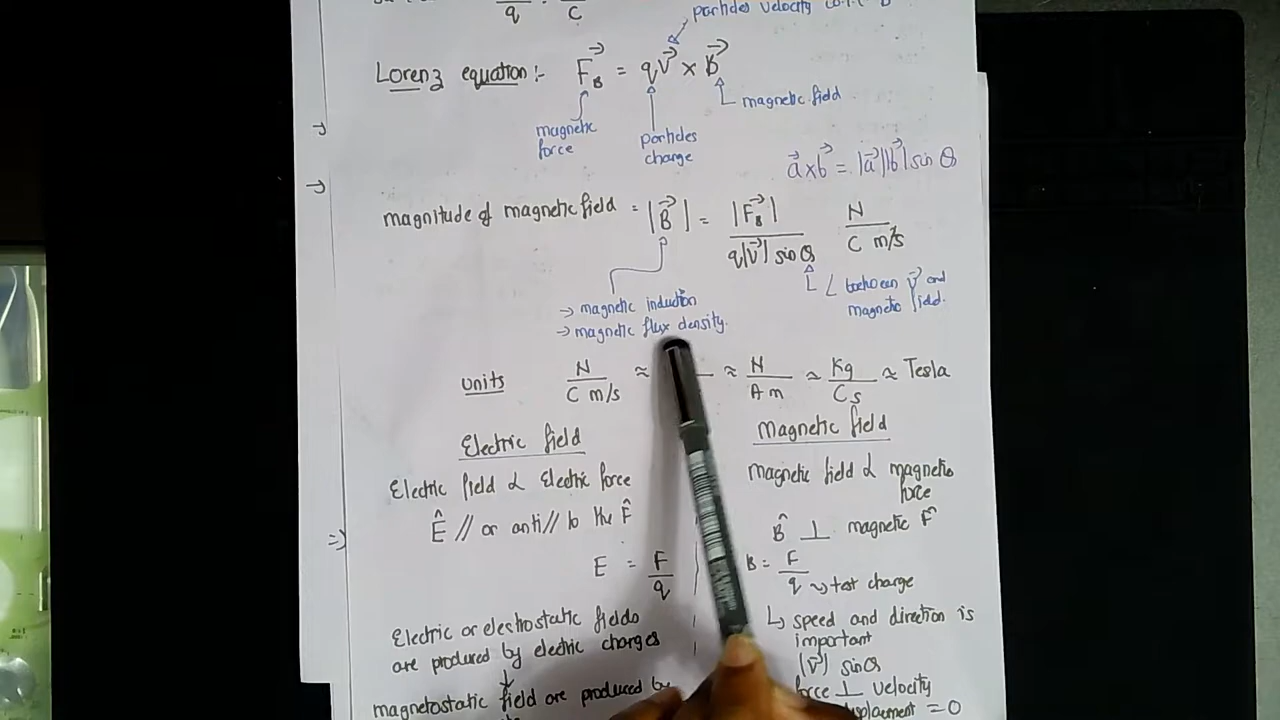 q C
particles velocity
Lorenz equation :- F_B = qV × B
magnetic field
magnetic
force
particles
charge
a×b = |a||b| sin θ
magnitude of magnetic field = |B| = |F_B| / q|V| sin θ N / C m/s
∠ between V and
magnetic field.
→ magnetic induction
→ magnetic flux density.
units N / C m/s ≈ ≈ N / A m ≈ Kg / C s ≈ Tesla
Electric field
Magnetic field
Electric field α Electric force
magnetic field α magnetic
force
Ê // or anti// to the F̂
B̂ ⊥ magnetic F̂
E = F / q
B = F / q → test charge
↳ speed and direction is
important
|V| sin θ
force ⊥ velocity
displacement = 0
Electric or electrostatic fields
are produced by electric charges
↓
magnetostatic field are produced by